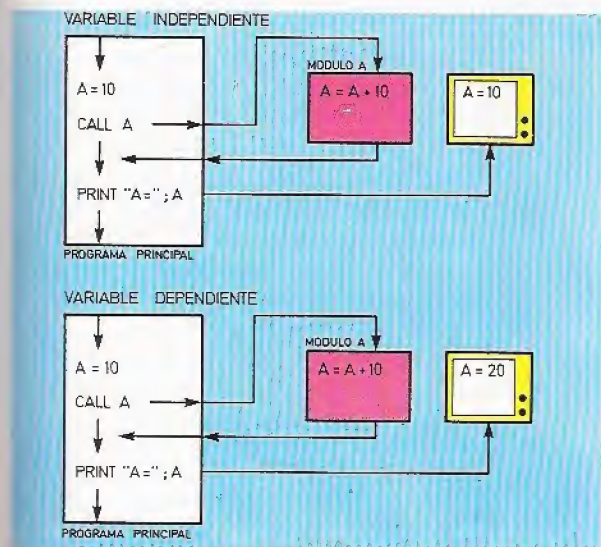 VARIABLE INDEPENDIENTE
A = 10
CALL A
PRINT "A="; A
PROGRAMA PRINCIPAL
MODULO A
A = A + 10
A = 10
VARIABLE DEPENDIENTE
A = 10
CALL A
PRINT "A="; A
PROGRAMA PRINCIPAL
MODULO A
A = A + 10
A = 20